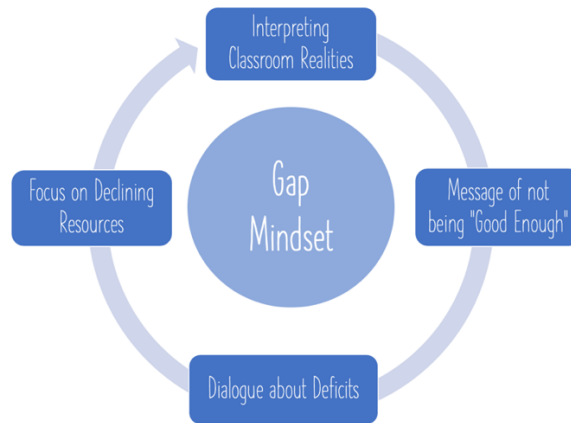 Interpreting
Classroom Realities
Gap
Mindset
Message of not
being "Good Enough"
Dialogue about Deficits
Focus on Declining
Resources